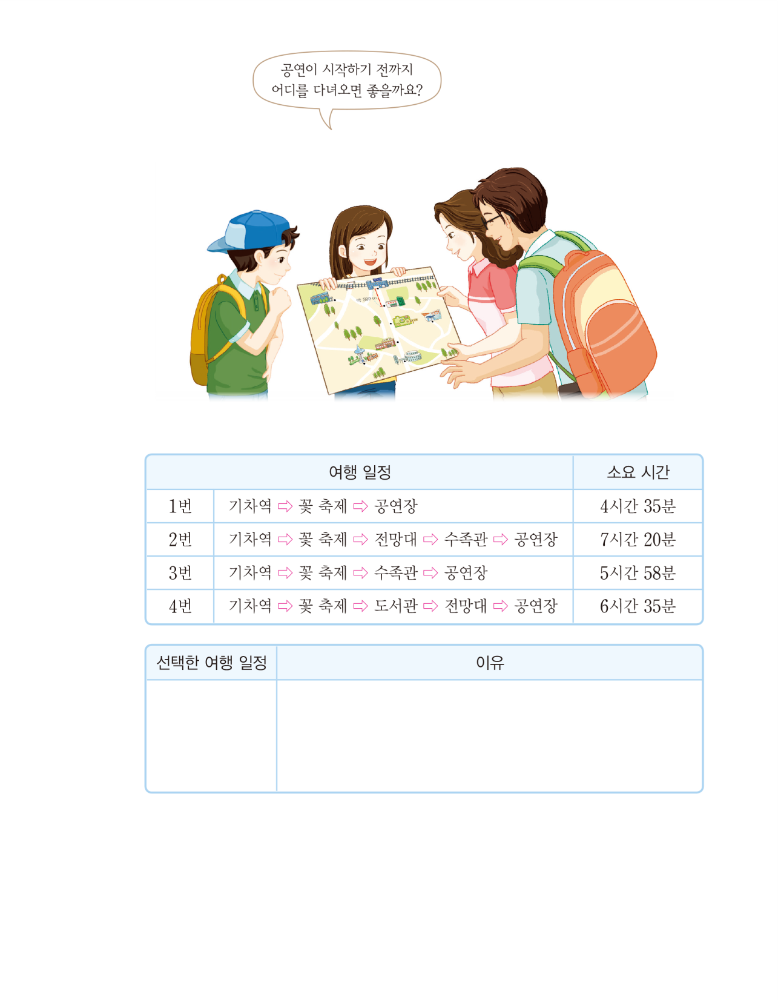 공연이 시작하기 전까지
어디를 다녀오면 좋을까요?
약 500 m
여행 일정 소요 시간
1번 기차역 ⇨ 꽃 축제 ⇨ 공연장 4시간 35분
2번 기차역 ⇨ 꽃 축제 ⇨ 전망대 ⇨ 수족관 ⇨ 공연장 7시간 20분
3번 기차역 ⇨ 꽃 축제 ⇨ 수족관 ⇨ 공연장 5시간 58분
4번 기차역 ⇨ 꽃 축제 ⇨ 도서관 ⇨ 전망대 ⇨ 공연장 6시간 35분
선택한 여행 일정 이유